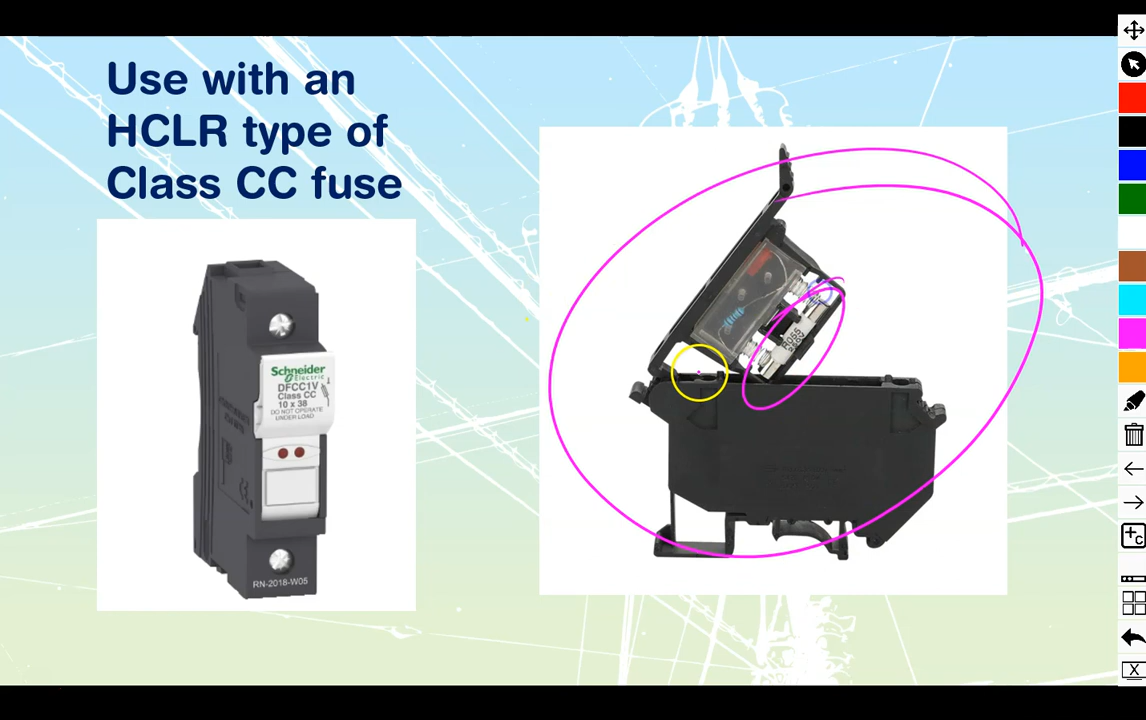 Use with an
HCLR type of
Class CC fuse
Schneider
Electric
DFCC1V
Class CC
10 x 38
DO NOT OPERATE
UNDER LOAD
RN-2018-W05
+C
X